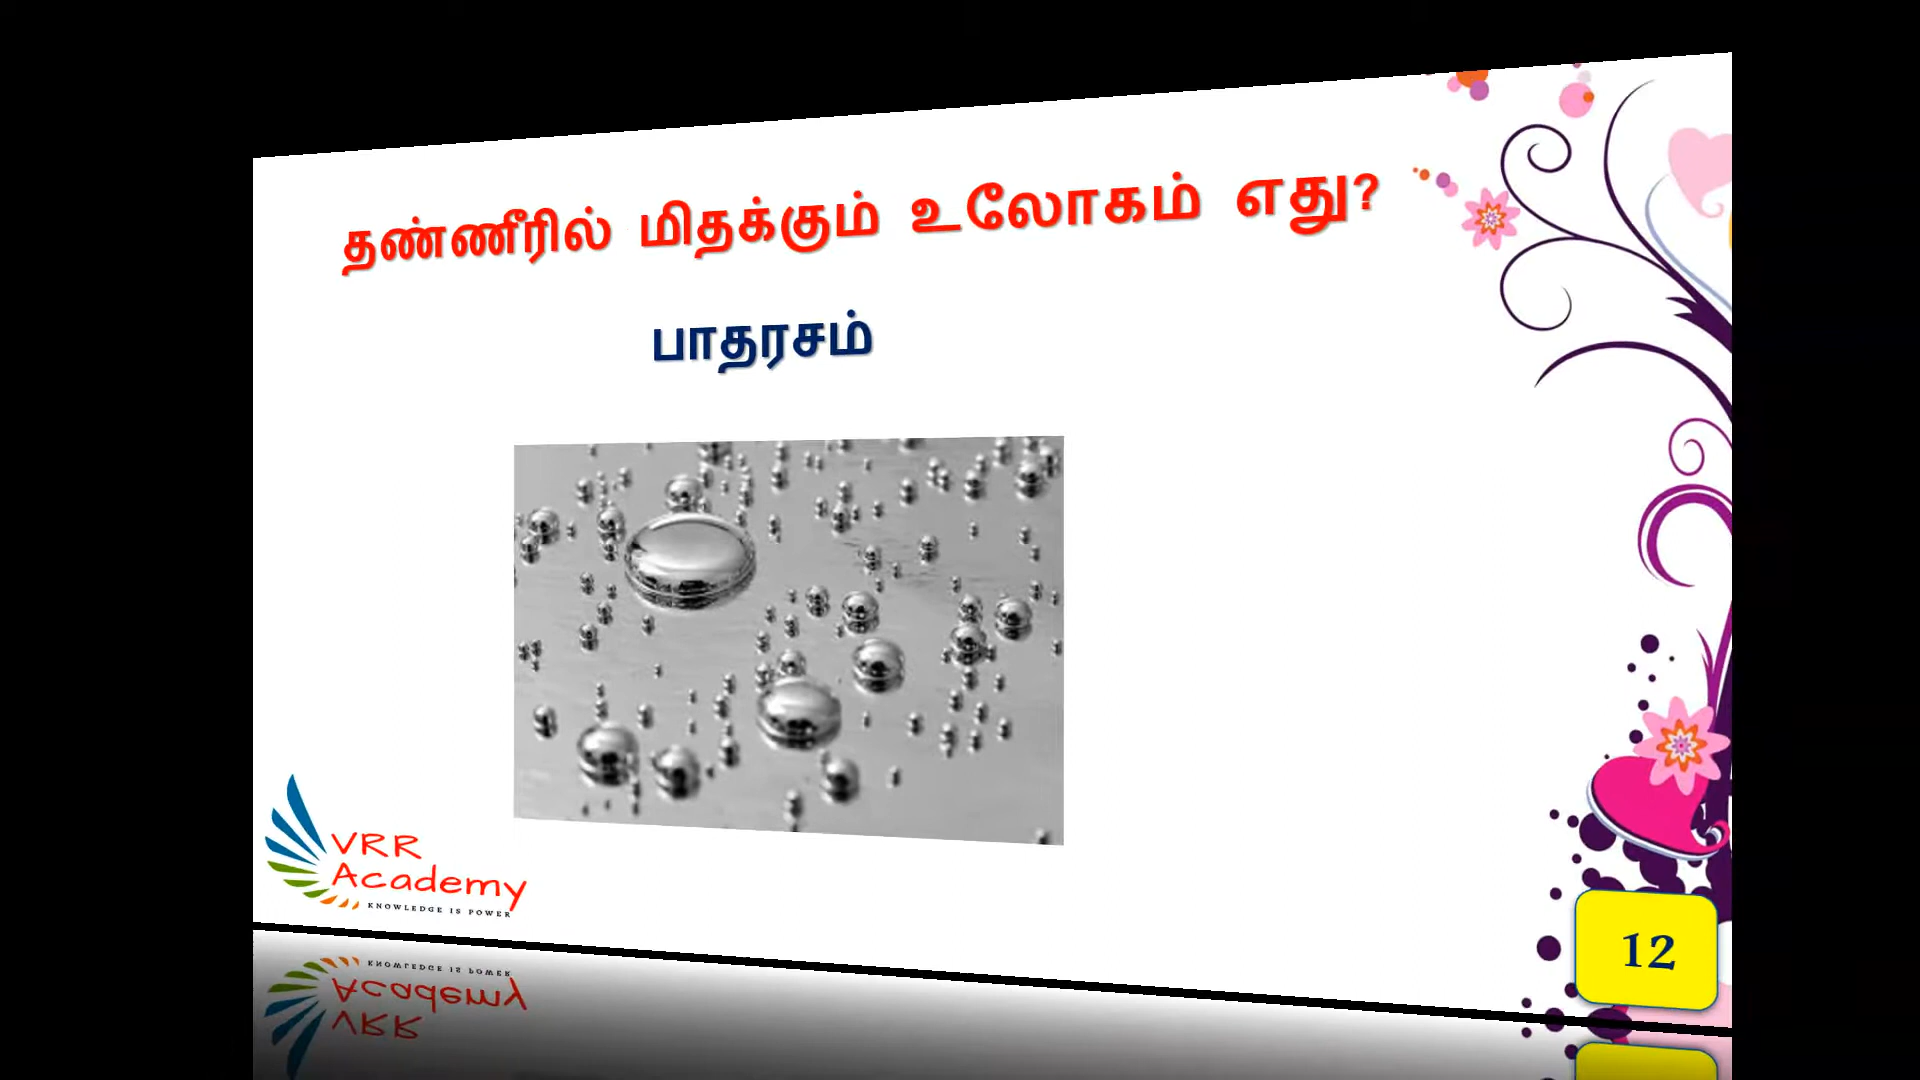 தண்ணீரில் மிதக்கும் உலோகம் எது?
பாதரசம்
VRR
Academy
KNOWLEDGE IS POWER
12